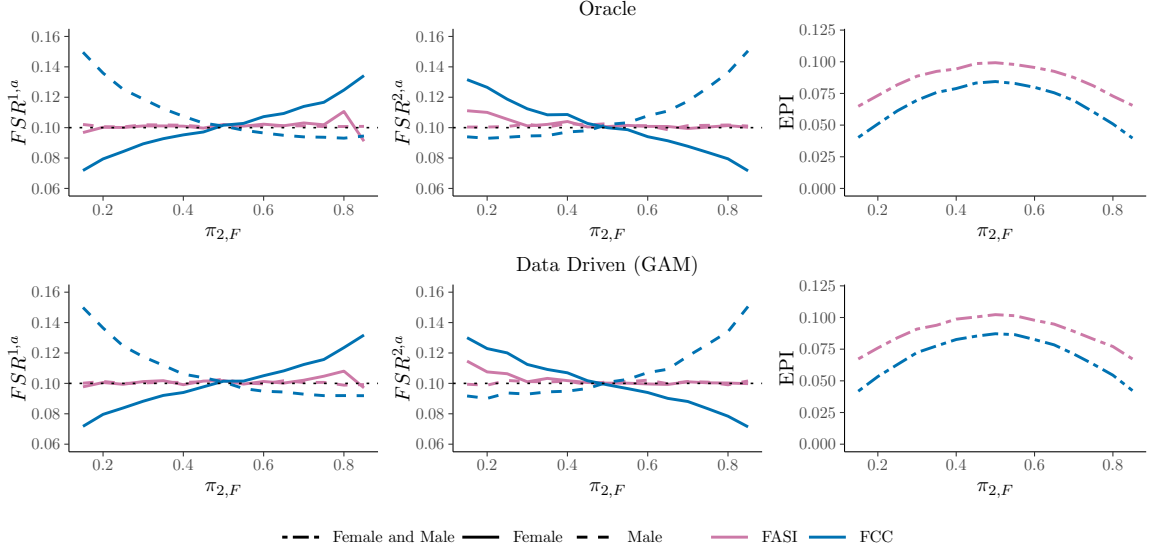 Oracle
0.16
0.14
0.12
0.10
0.08
0.06
FSR^{1,a}
0.2 0.4 0.6 0.8
π_{2,F}
0.16
0.14
0.12
0.10
0.08
0.06
FSR^{2,a}
0.2 0.4 0.6 0.8
π_{2,F}
0.125
0.100
0.075
0.050
0.025
0.000
EPI
0.2 0.4 0.6 0.8
π_{2,F}
Data Driven (GAM)
0.16
0.14
0.12
0.10
0.08
0.06
FSR^{1,a}
0.2 0.4 0.6 0.8
π_{2,F}
0.16
0.14
0.12
0.10
0.08
0.06
FSR^{2,a}
0.2 0.4 0.6 0.8
π_{2,F}
0.125
0.100
0.075
0.050
0.025
0.000
EPI
0.2 0.4 0.6 0.8
π_{2,F}
Female and Male Female Male FASI FCC